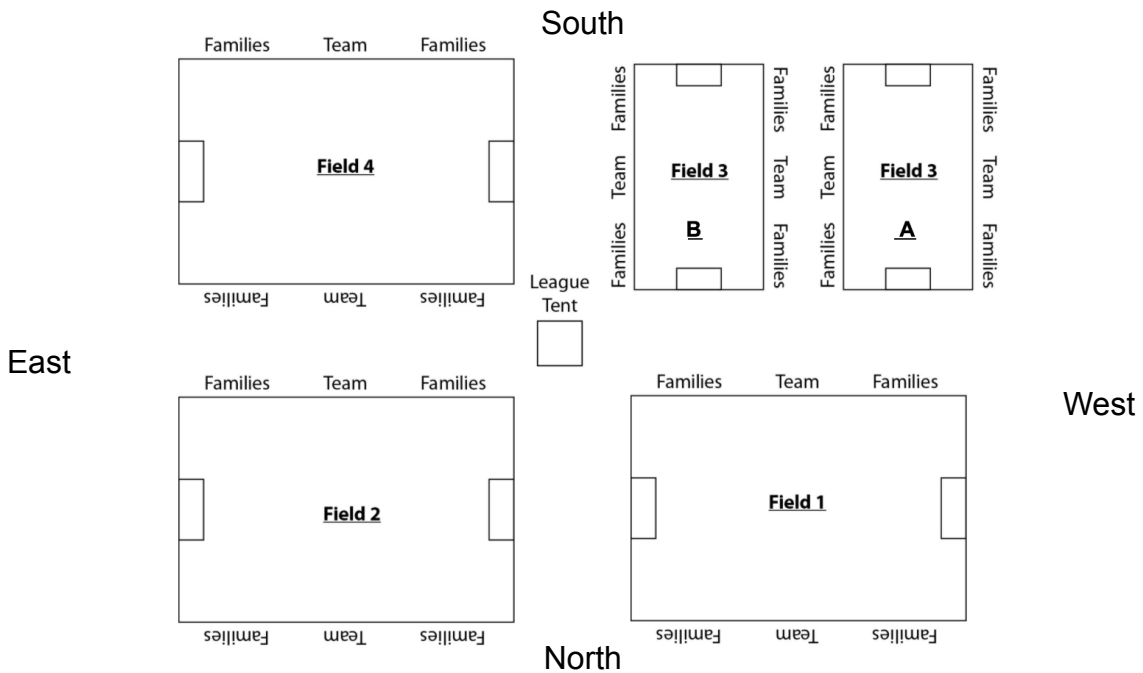 South
Families Team Families
Field 4
Families Team Families
Families Team Families
Field 3
B
Families Team Families
Families Team Families
Field 3
A
Families Team Families
League
Tent
East
West
Families Team Families
Field 2
Families Team Families
Families Team Families
Field 1
Families Team Families
North